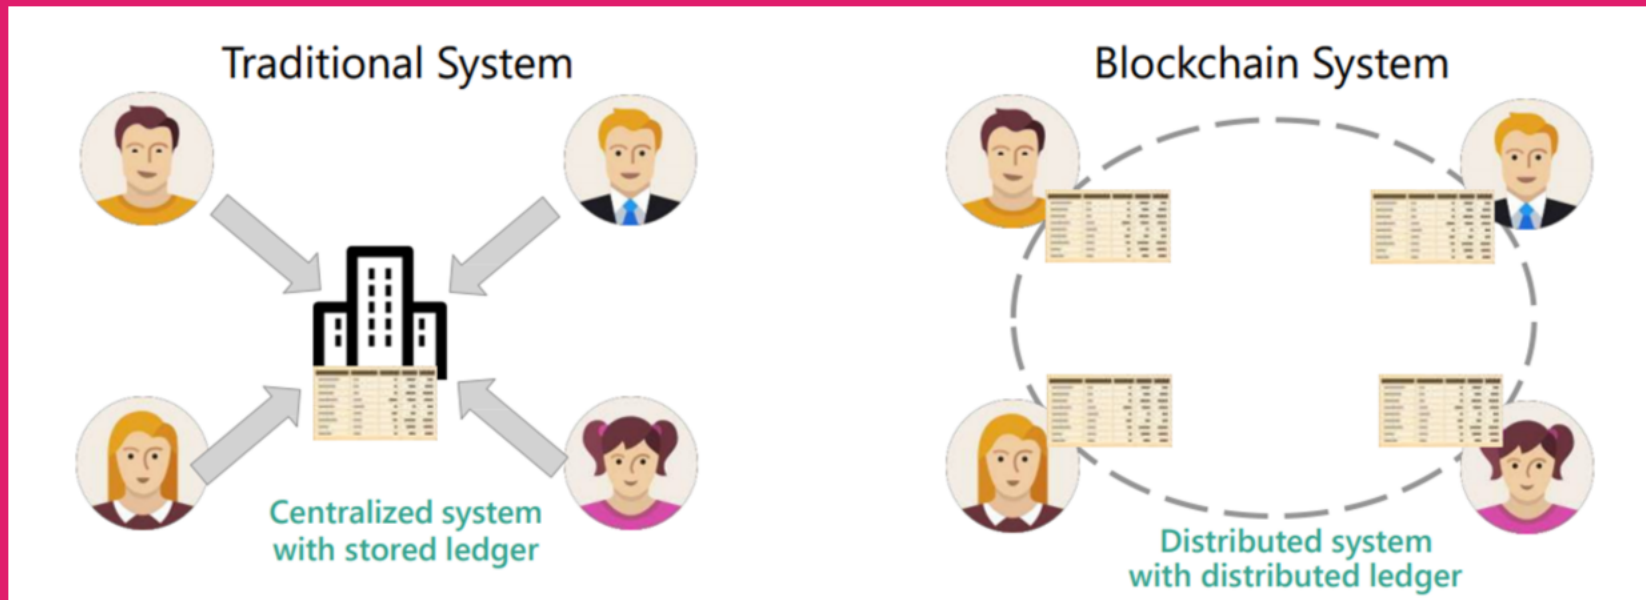 Traditional System
Centralized system
with stored ledger
Blockchain System
Distributed system
with distributed ledger